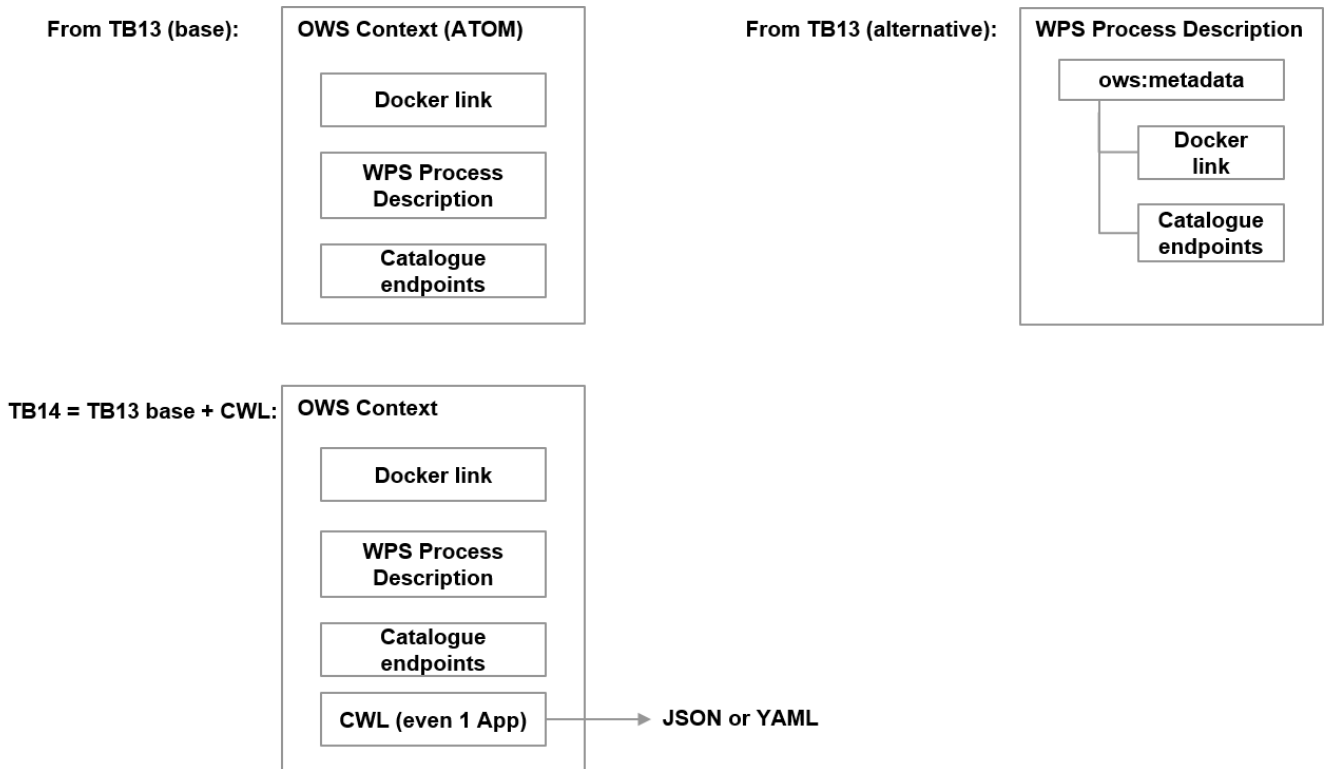 From TB13 (base):
OWS Context (ATOM)
Docker link
WPS Process
Description
Catalogue
endpoints
From TB13 (alternative):
WPS Process Description
ows:metadata
Docker
link
Catalogue
endpoints
TB14 = TB13 base + CWL:
OWS Context
Docker link
WPS Process
Description
Catalogue
endpoints
CWL (even 1 App)
JSON or YAML